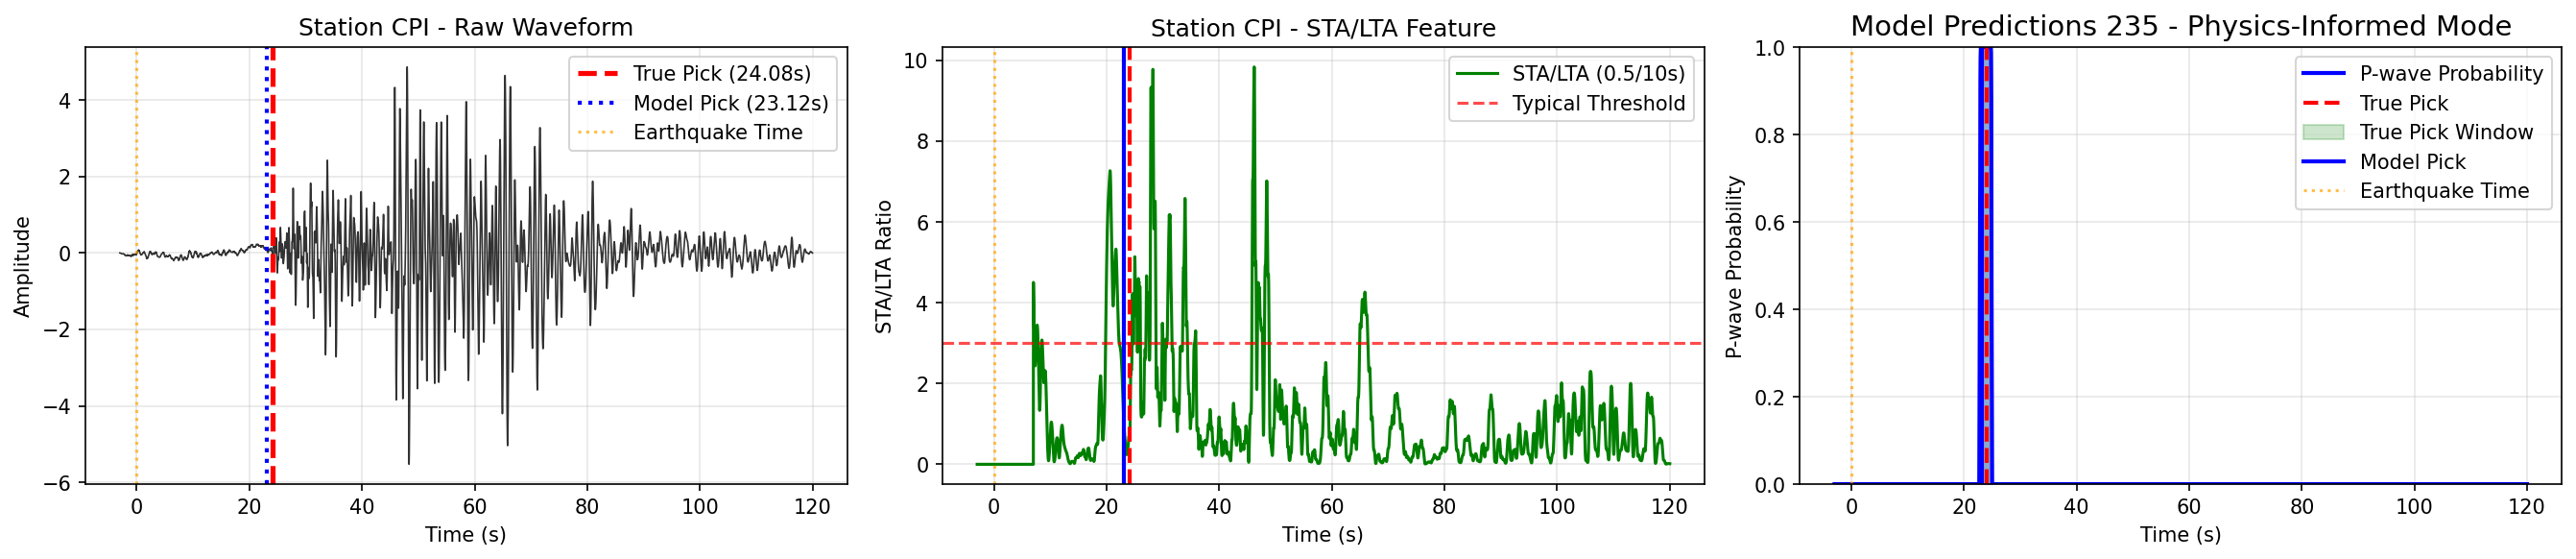 Station CPI - Raw Waveform
True Pick (24.08s)
Model Pick (23.12s)
Earthquake Time
Amplitude
4
2
0
−2
−4
−6
0
20
40
60
80
100
120
Time (s)
Station CPI - STA/LTA Feature
STA/LTA (0.5/10s)
Typical Threshold
STA/LTA Ratio
10
8
6
4
2
0
0
20
40
60
80
100
120
Time (s)
Model Predictions 235 - Physics-Informed Mode
P-wave Probability
True Pick
True Pick Window
Model Pick
Earthquake Time
P-wave Probability
1.0
0.8
0.6
0.4
0.2
0.0
0
20
40
60
80
100
120
Time (s)